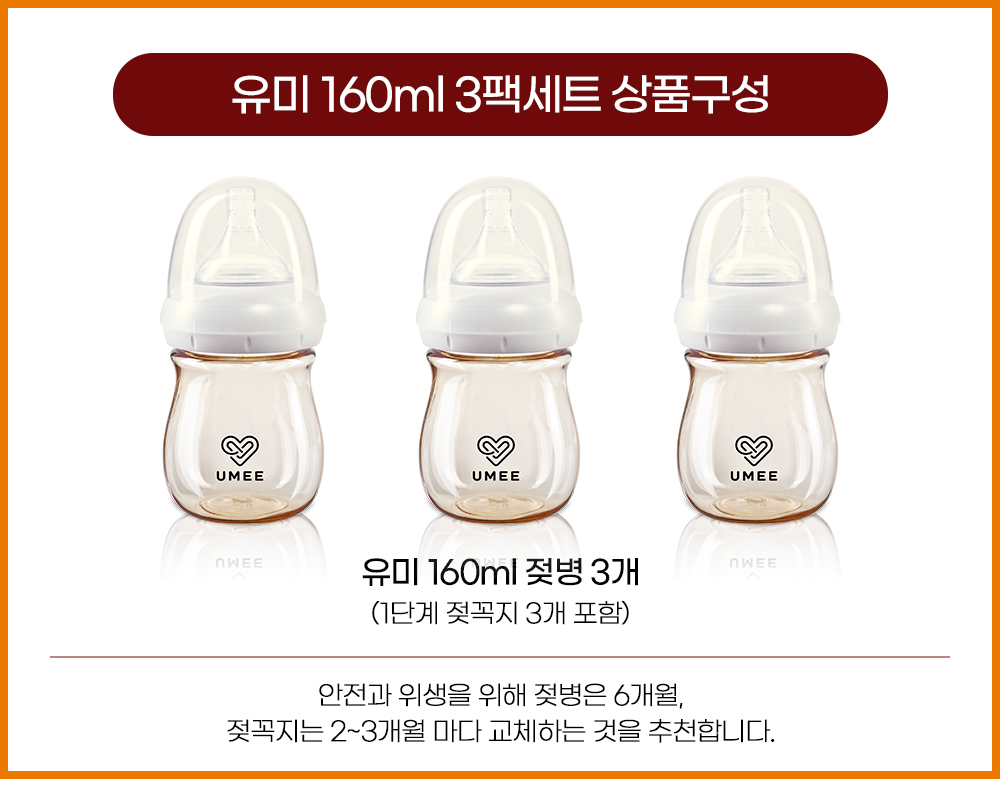 유미 160ml 3팩세트 상품구성
UMEE
UMEE
UMEE
유미 160ml 젖병 3개
(1단계 젖꼭지 3개 포함)
안전과 위생을 위해 젖병은 6개월,
젖꼭지는 2~3개월 마다 교체하는 것을 추천합니다.